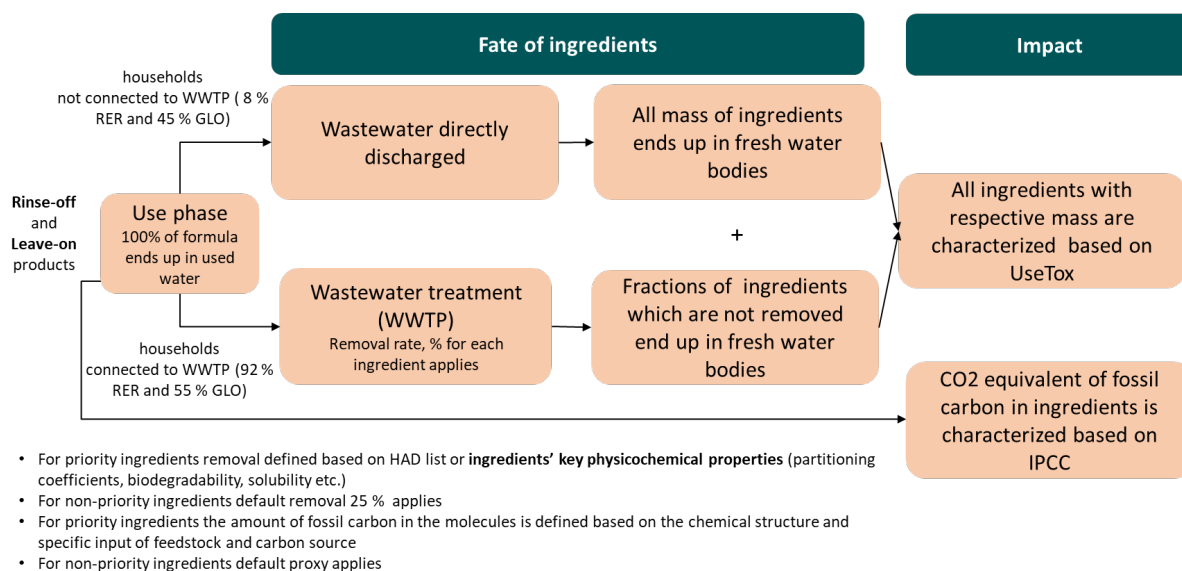 Fate of ingredients
Impact
households
not connected to WWTP ( 8 %
RER and 45 % GLO)
Wastewater directly
discharged
All mass of ingredients
ends up in fresh water
bodies
Rinse-off
and
Leave-on
products
Use phase
100% of formula
ends up in used
water
+
All ingredients with
respective mass are
characterized  based on
UseTox
Wastewater treatment
(WWTP)
Removal rate, % for each
ingredient applies
Fractions of  ingredients
which are not removed
end up in fresh water
bodies
households
connected to WWTP (92 %
RER and 55 % GLO)
CO2 equivalent of fossil
carbon in ingredients is
characterized based on
IPCC
• For priority ingredients removal defined based on HAD list or ingredients' key physicochemical properties (partitioning
coefficients, biodegradability, solubility etc.)
• For non-priority ingredients default removal 25 %  applies
• For priority ingredients the amount of fossil carbon in the molecules is defined based on the chemical structure and
specific input of feedstock and carbon source
• For non-priority ingredients default proxy applies